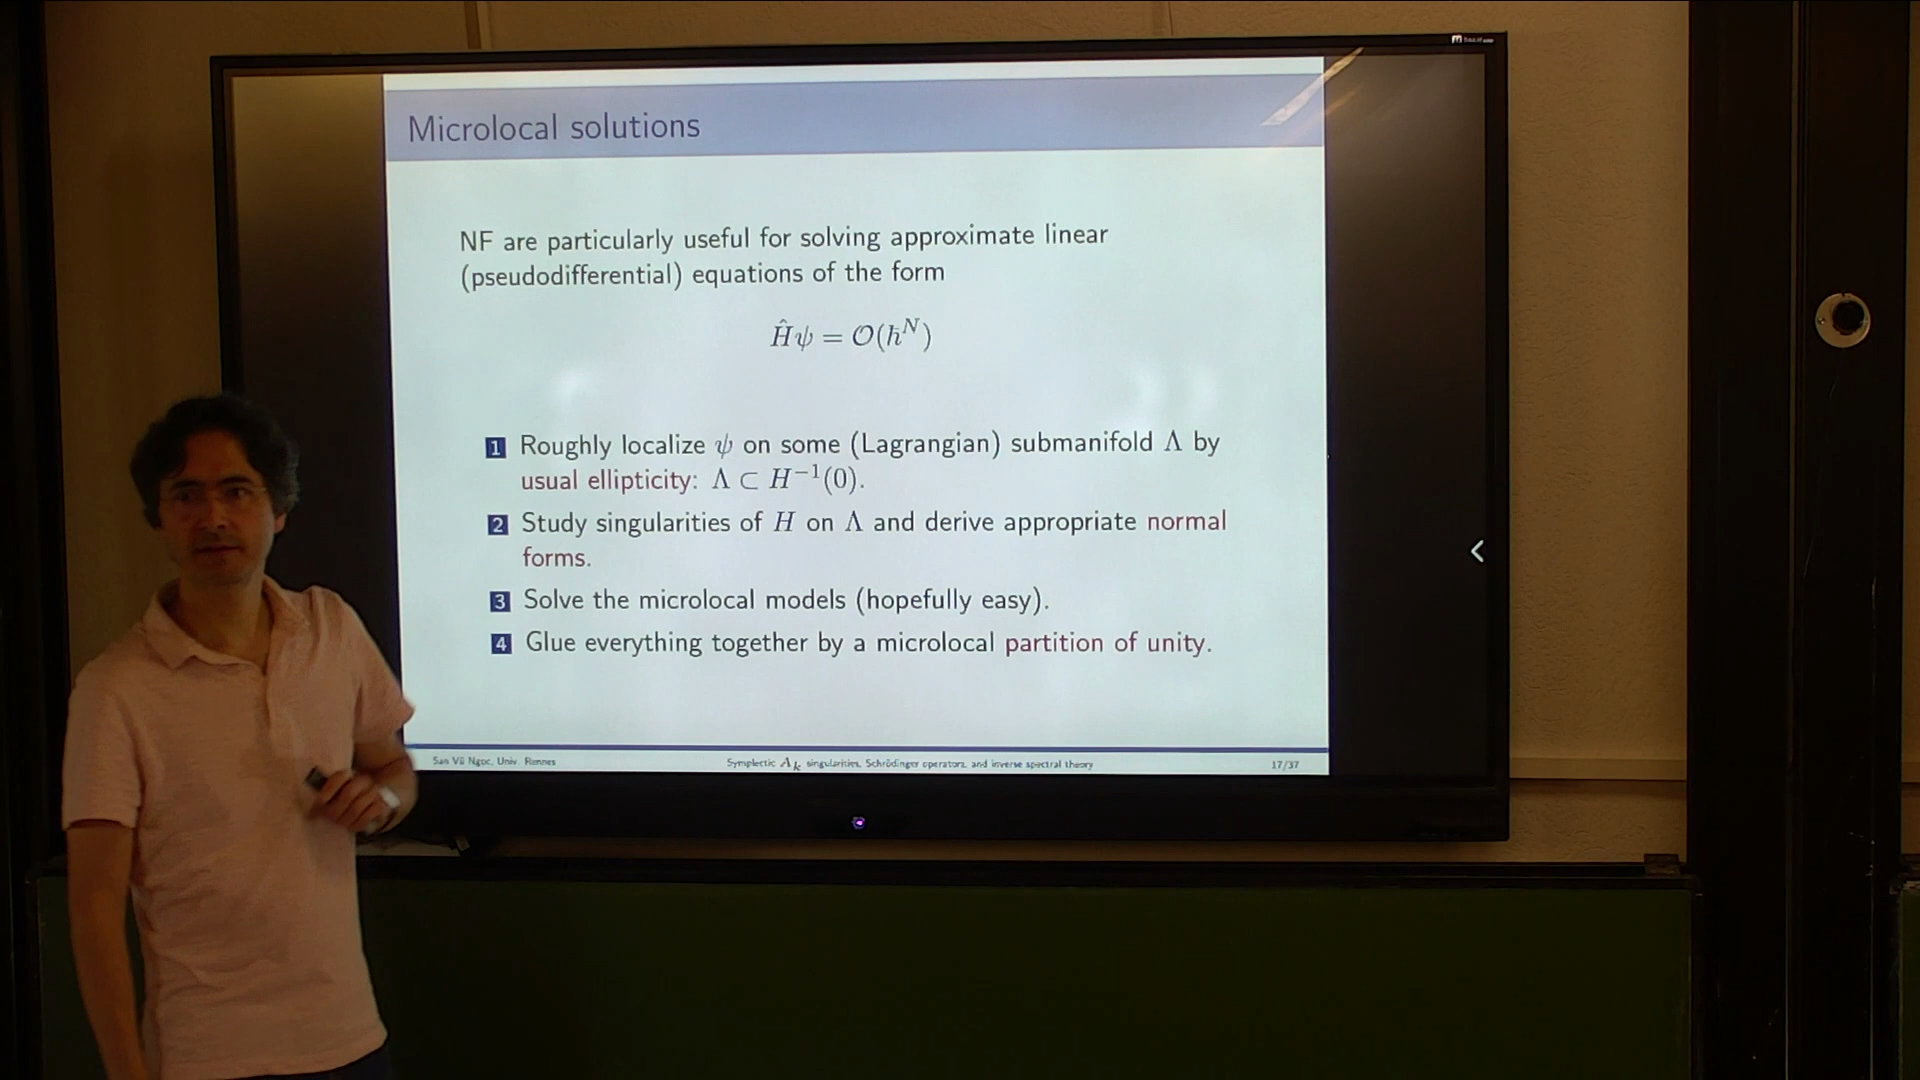 Microlocal solutions
NF are particularly useful for solving approximate linear
(pseudodifferential) equations of the form
Ĥψ = 𝒪(ℏ^N)
1 Roughly localize ψ on some (Lagrangian) submanifold Λ by
usual ellipticity: Λ ⊂ H⁻¹(0).
2 Study singularities of H on Λ and derive appropriate normal
forms.
3 Solve the microlocal models (hopefully easy).
4 Glue everything together by a microlocal partition of unity.
San Vũ Ngọc, Univ. Rennes
Symplectic A_k singularities, Schrödinger operators, and inverse spectral theory
17/37